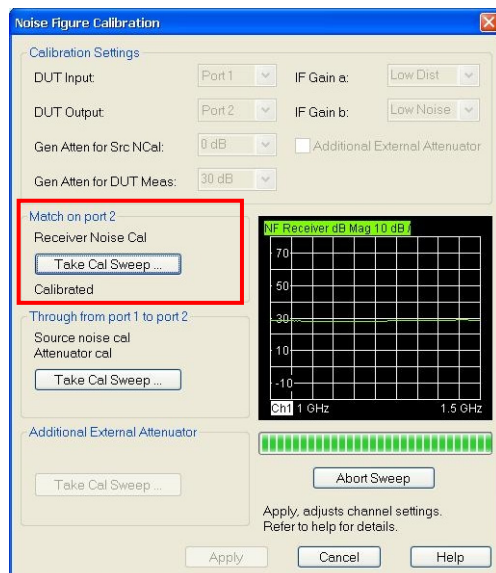 Noise Figure Calibration
Calibration Settings
DUT Input: Port 1 IF Gain a: Low Dist
DUT Output: Port 2 IF Gain b: Low Noise
Gen Atten for Src NCal: 0 dB Additional External Attenuator
Gen Atten for DUT Meas: 30 dB
Match on port 2
Receiver Noise Cal
Take Cal Sweep ...
Calibrated
Through from port 1 to port 2
Source noise cal
Attenuator cal
Take Cal Sweep ...
Additional External Attenuator
Take Cal Sweep ...
NF Receiver dB Mag 10 dB /
70
50
30
10
-10
Ch1 1 GHz 1.5 GHz
Abort Sweep
Apply, adjusts channel settings.
Refer to help for details.
Apply Cancel Help